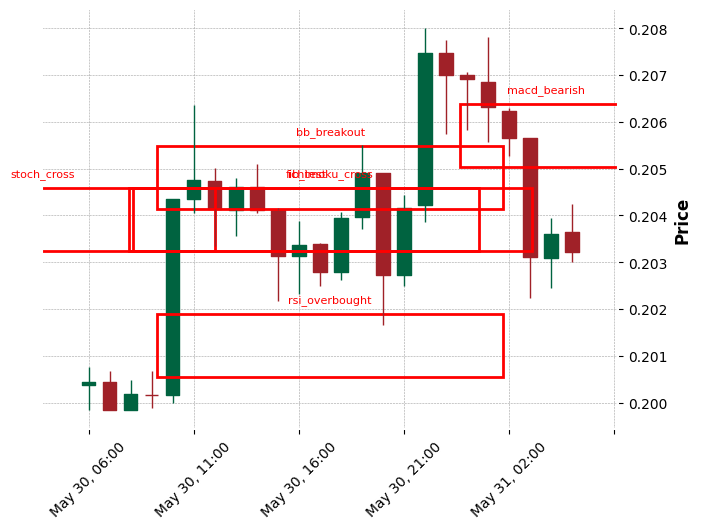 0.208
0.207
macd_bearish
0.206
bb_breakout
0.205
stoch_cross
0.204
Price
0.203
rsi_overbought
0.202
0.201
0.200
May 30, 06:00
May 30, 11:00
May 30, 16:00
May 30, 21:00
May 31, 02:00